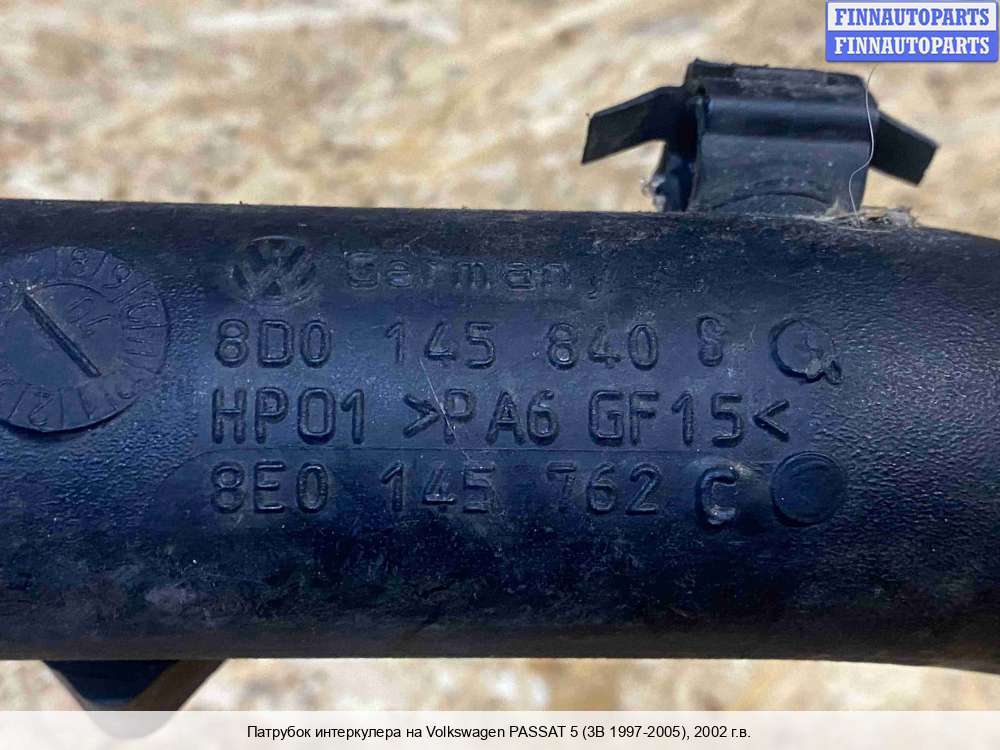 FINNAUTOPARTS
FINNAUTOPARTS
Germany
8D0 145 840
HP01 >PA6 GF15<
8E0 145 762 C
Патрубок интеркулера на Volkswagen PASSAT 5 (3B 1997-2005), 2002 г.в.